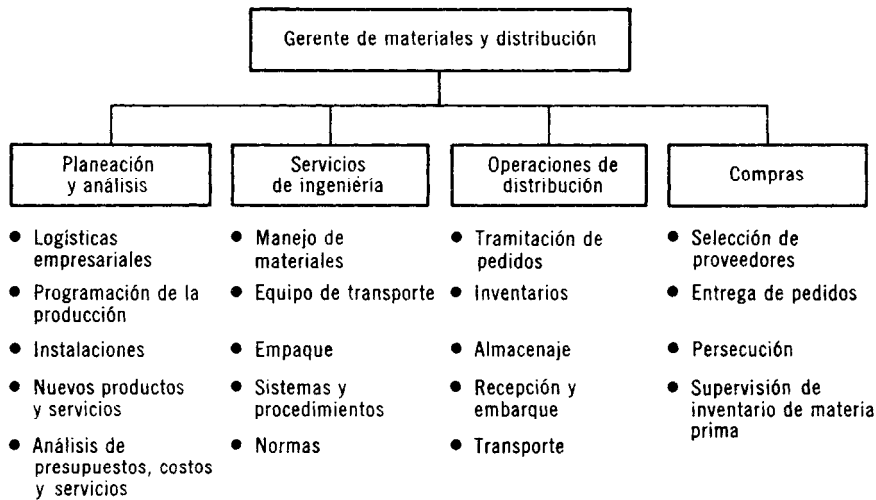 Gerente de materiales y distribución
Planeación
y análisis
Servicios
de ingeniéria
Operaciones de
distribución
Compras
● Logísticas
empresariales
● Programación de la
producción
● Instalaciones
● Nuevos productos
y servicios
● Análisis de
presupuestos, costos
y servicios
● Manejo de
materiales
● Equipo de transporte
● Empaque
● Sistemas y
procedimientos
● Normas
● Tramitación de
pedidos
● Inventarios
● Almacenaje
● Recepción y
embarque
● Transporte
● Selección de
proveedores
● Entrega de pedidos
● Persecución
● Supervisión de
inventario de materia
prima